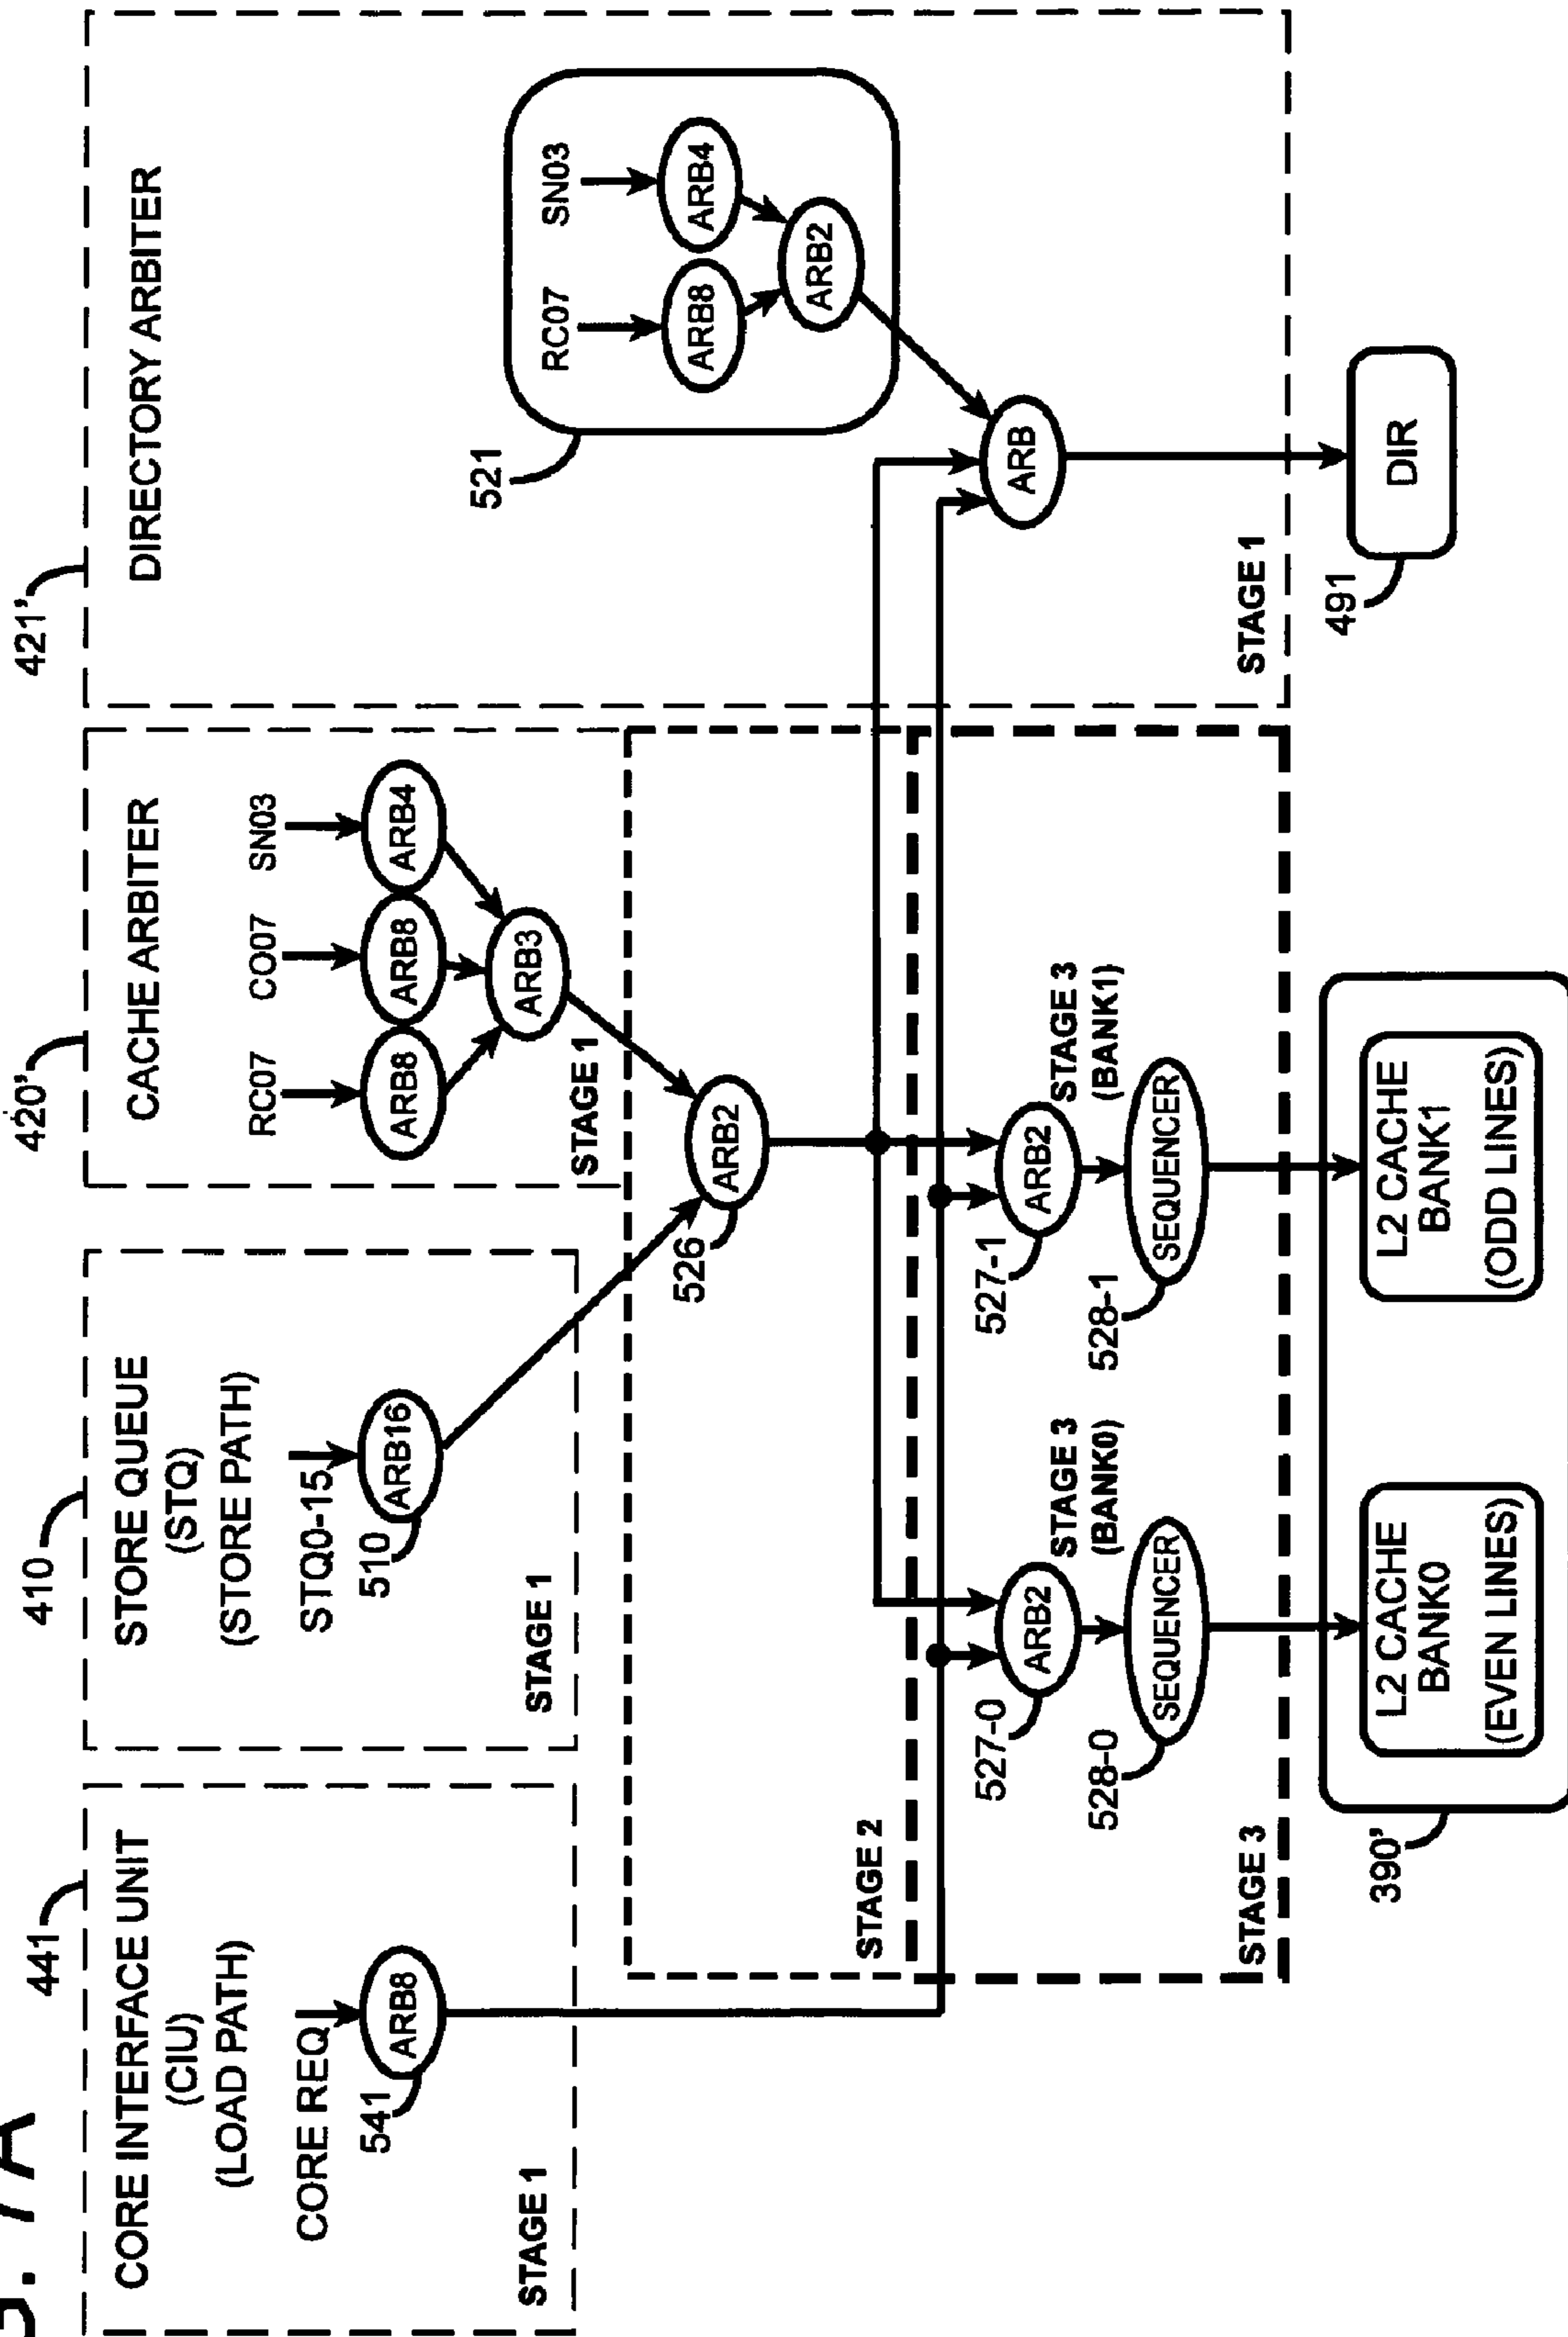 FIG. 7A
441
CORE INTERFACE UNIT
(CIU)
(LOAD PATH)
CORE REQ
ARB8
541
STAGE 1
410
STORE QUEUE
(STQ)
(STORE PATH)
STQ0-15
ARB16
510
STAGE 1
420'
CACHE ARBITER
RC07
CO07
SN03
ARB8
ARB8
ARB4
ARB3
STAGE 1
421'
DIRECTORY ARBITER
RC07
SN03
ARB8
ARB4
ARB2
521
ARB
STAGE 1
DIR
491
ARB2
526
STAGE 2
ARB2
527-0
STAGE 3
(BANK0)
SEQUENCER
528-0
ARB2
527-1
STAGE 3
(BANK1)
SEQUENCER
528-1
STAGE 3
L2 CACHE
BANK0
(EVEN LINES)
L2 CACHE
BANK1
(ODD LINES)
390'